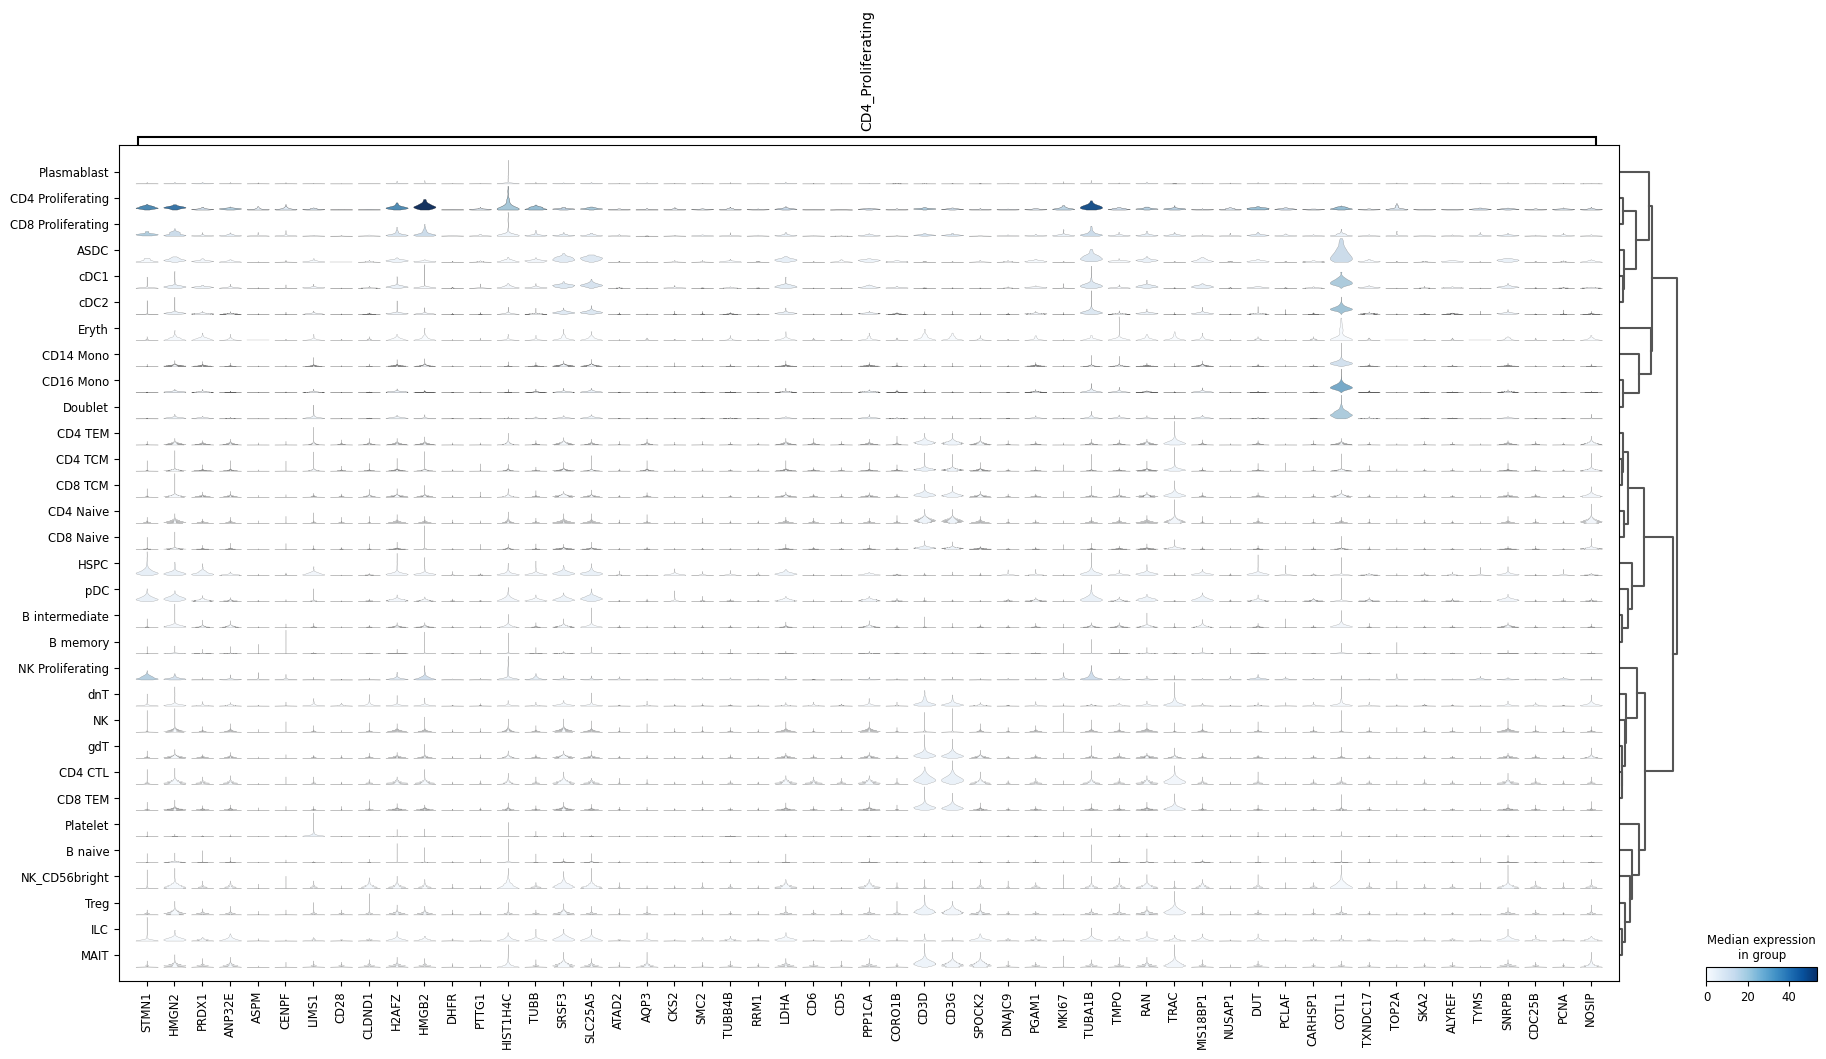 CD4_Proliferating
Plasmablast
CD4 Proliferating
CD8 Proliferating
ASDC
cDC1
cDC2
Eryth
CD14 Mono
CD16 Mono
Doublet
CD4 TEM
CD4 TCM
CD8 TCM
CD4 Naive
CD8 Naive
HSPC
pDC
B intermediate
B memory
NK Proliferating
dnT
NK
gdT
CD4 CTL
CD8 TEM
Platelet
B naive
NK_CD56bright
Treg
ILC
MAIT
STMN1
HMGN2
PRDX1
ANP32E
ASPM
CENPF
LIMS1
CD28
CLDND1
H2AFZ
HMGB2
DHFR
PTTG1
HIST1H4C
TUBB
SRSF3
SLC25A5
ATAD2
AQP3
CKS2
SMC2
TUBB4B
RRM1
LDHA
CD6
CD5
PPP1CA
CORO1B
CD3D
CD3G
SPOCK2
DNAJC9
PGAM1
MKI67
TUBA1B
TMPO
RAN
TRAC
MIS18BP1
NUSAP1
DUT
PCLAF
CARHSP1
COTL1
TXNDC17
TOP2A
SKA2
ALYREF
TYMS
SNRPB
CDC25B
PCNA
NOSIP
Median expression
in group
0 20 40